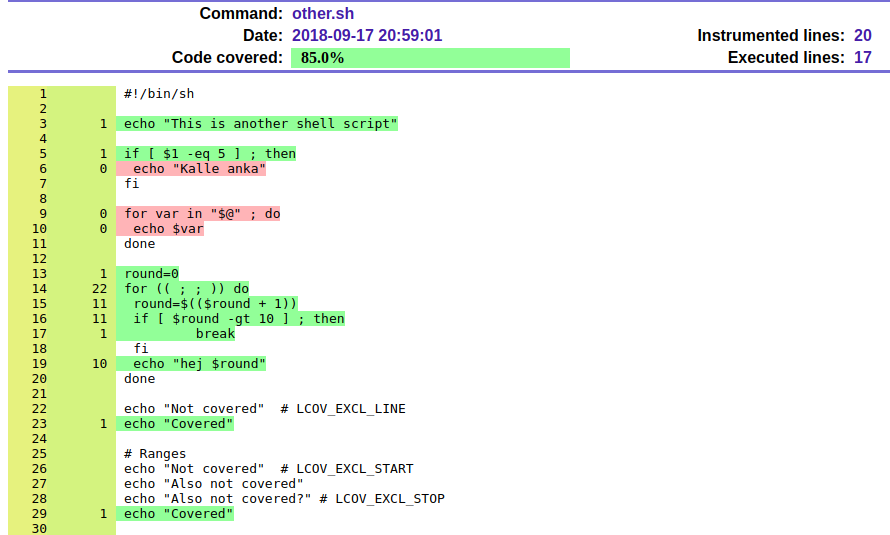 Command: other.sh
Date: 2018-09-17 20:59:01 Instrumented lines: 20
Code covered: 85.0% Executed lines: 17
1 #!/bin/sh
2
3 1 echo "This is another shell script"
4
5 1 if [ $1 -eq 5 ] ; then
6 0 echo "Kalle anka"
7 fi
8
9 0 for var in "$@" ; do
10 0 echo $var
11 done
12
13 1 round=0
14 22 for (( ; ; )) do
15 11 round=$(($round + 1))
16 11 if [ $round -gt 10 ] ; then
17 1 break
18 fi
19 10 echo "hej $round"
20 done
21
22 echo "Not covered" # LCOV_EXCL_LINE
23 1 echo "Covered"
24
25 # Ranges
26 echo "Not covered" # LCOV_EXCL_START
27 echo "Also not covered"
28 echo "Also not covered?" # LCOV_EXCL_STOP
29 1 echo "Covered"
30